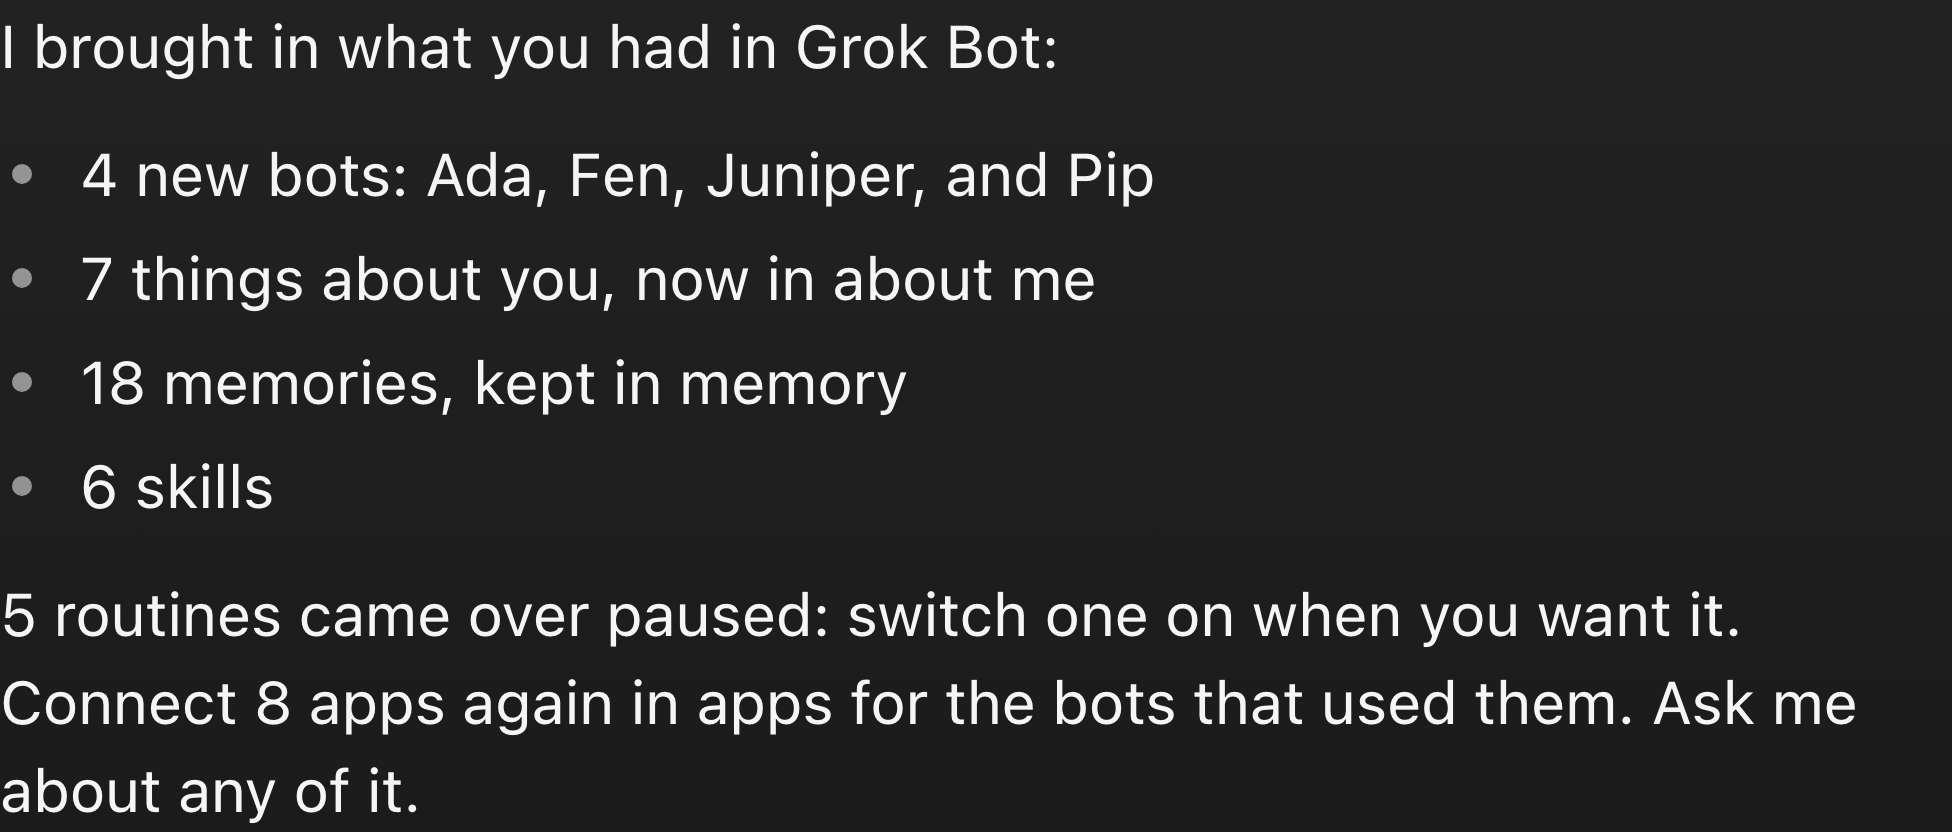 I brought in what you had in Grok Bot:
• 4 new bots: Ada, Fen, Juniper, and Pip
• 7 things about you, now in about me
• 18 memories, kept in memory
• 6 skills
5 routines came over paused: switch one on when you want it.
Connect 8 apps again in apps for the bots that used them. Ask me
about any of it.